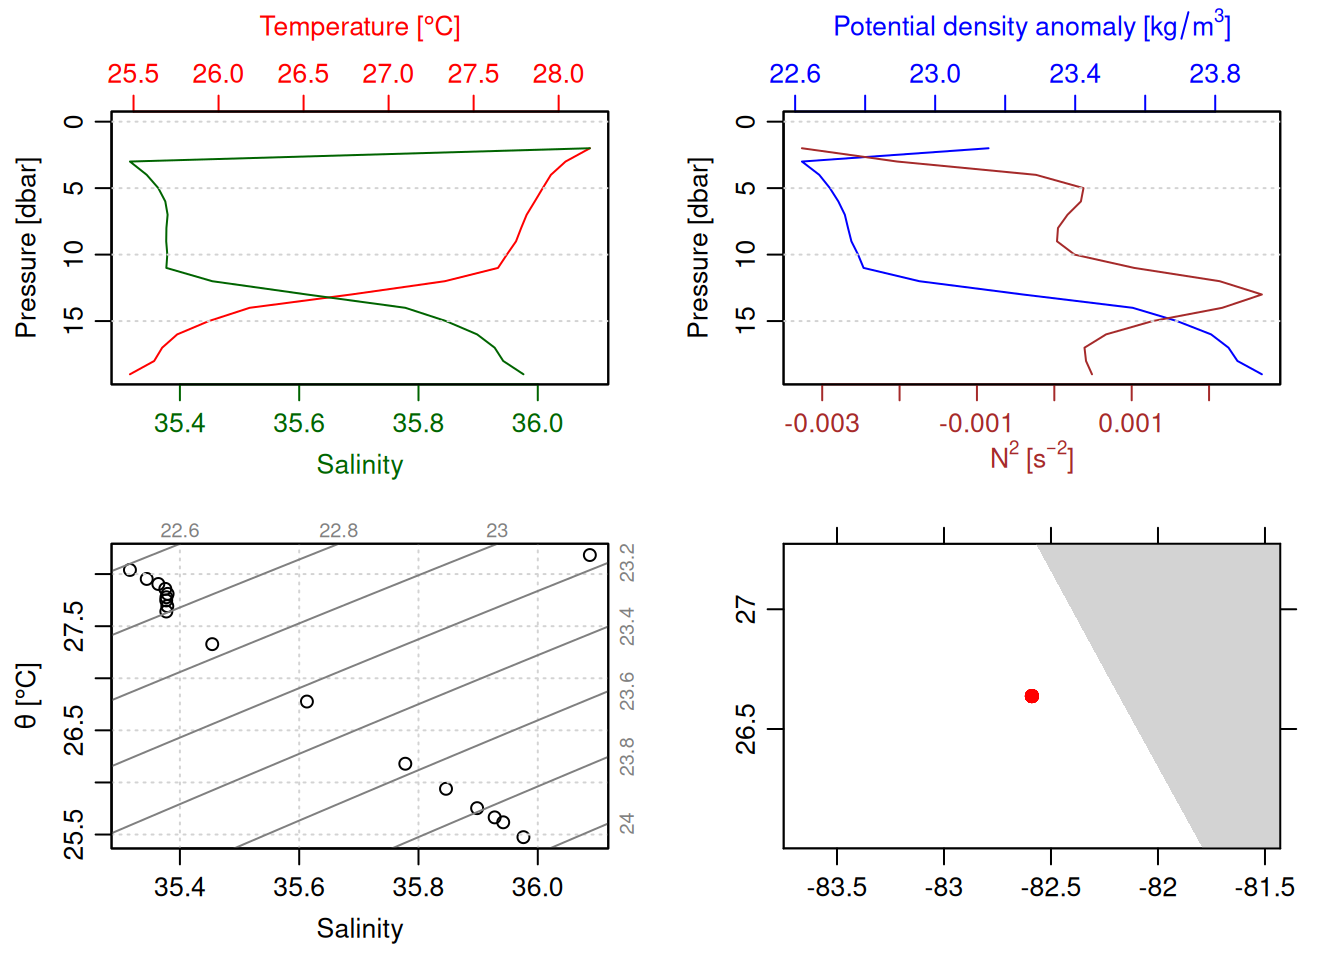 Temperature [°C]
25.5 26.0 26.5 27.0 27.5 28.0
Pressure [dbar]
0
5
10
15
35.4 35.6 35.8 36.0
Salinity
Potential density anomaly [kg/m³]
22.6 23.0 23.4 23.8
Pressure [dbar]
0
5
10
15
-0.003 -0.001 0.001
N² [s⁻²]
22.6 22.8 23
23.2
23.4
23.6
23.8
24
θ [°C]
27.5
26.5
25.5
35.4 35.6 35.8 36.0
Salinity
27
26.5
-83.5 -83 -82.5 -82 -81.5